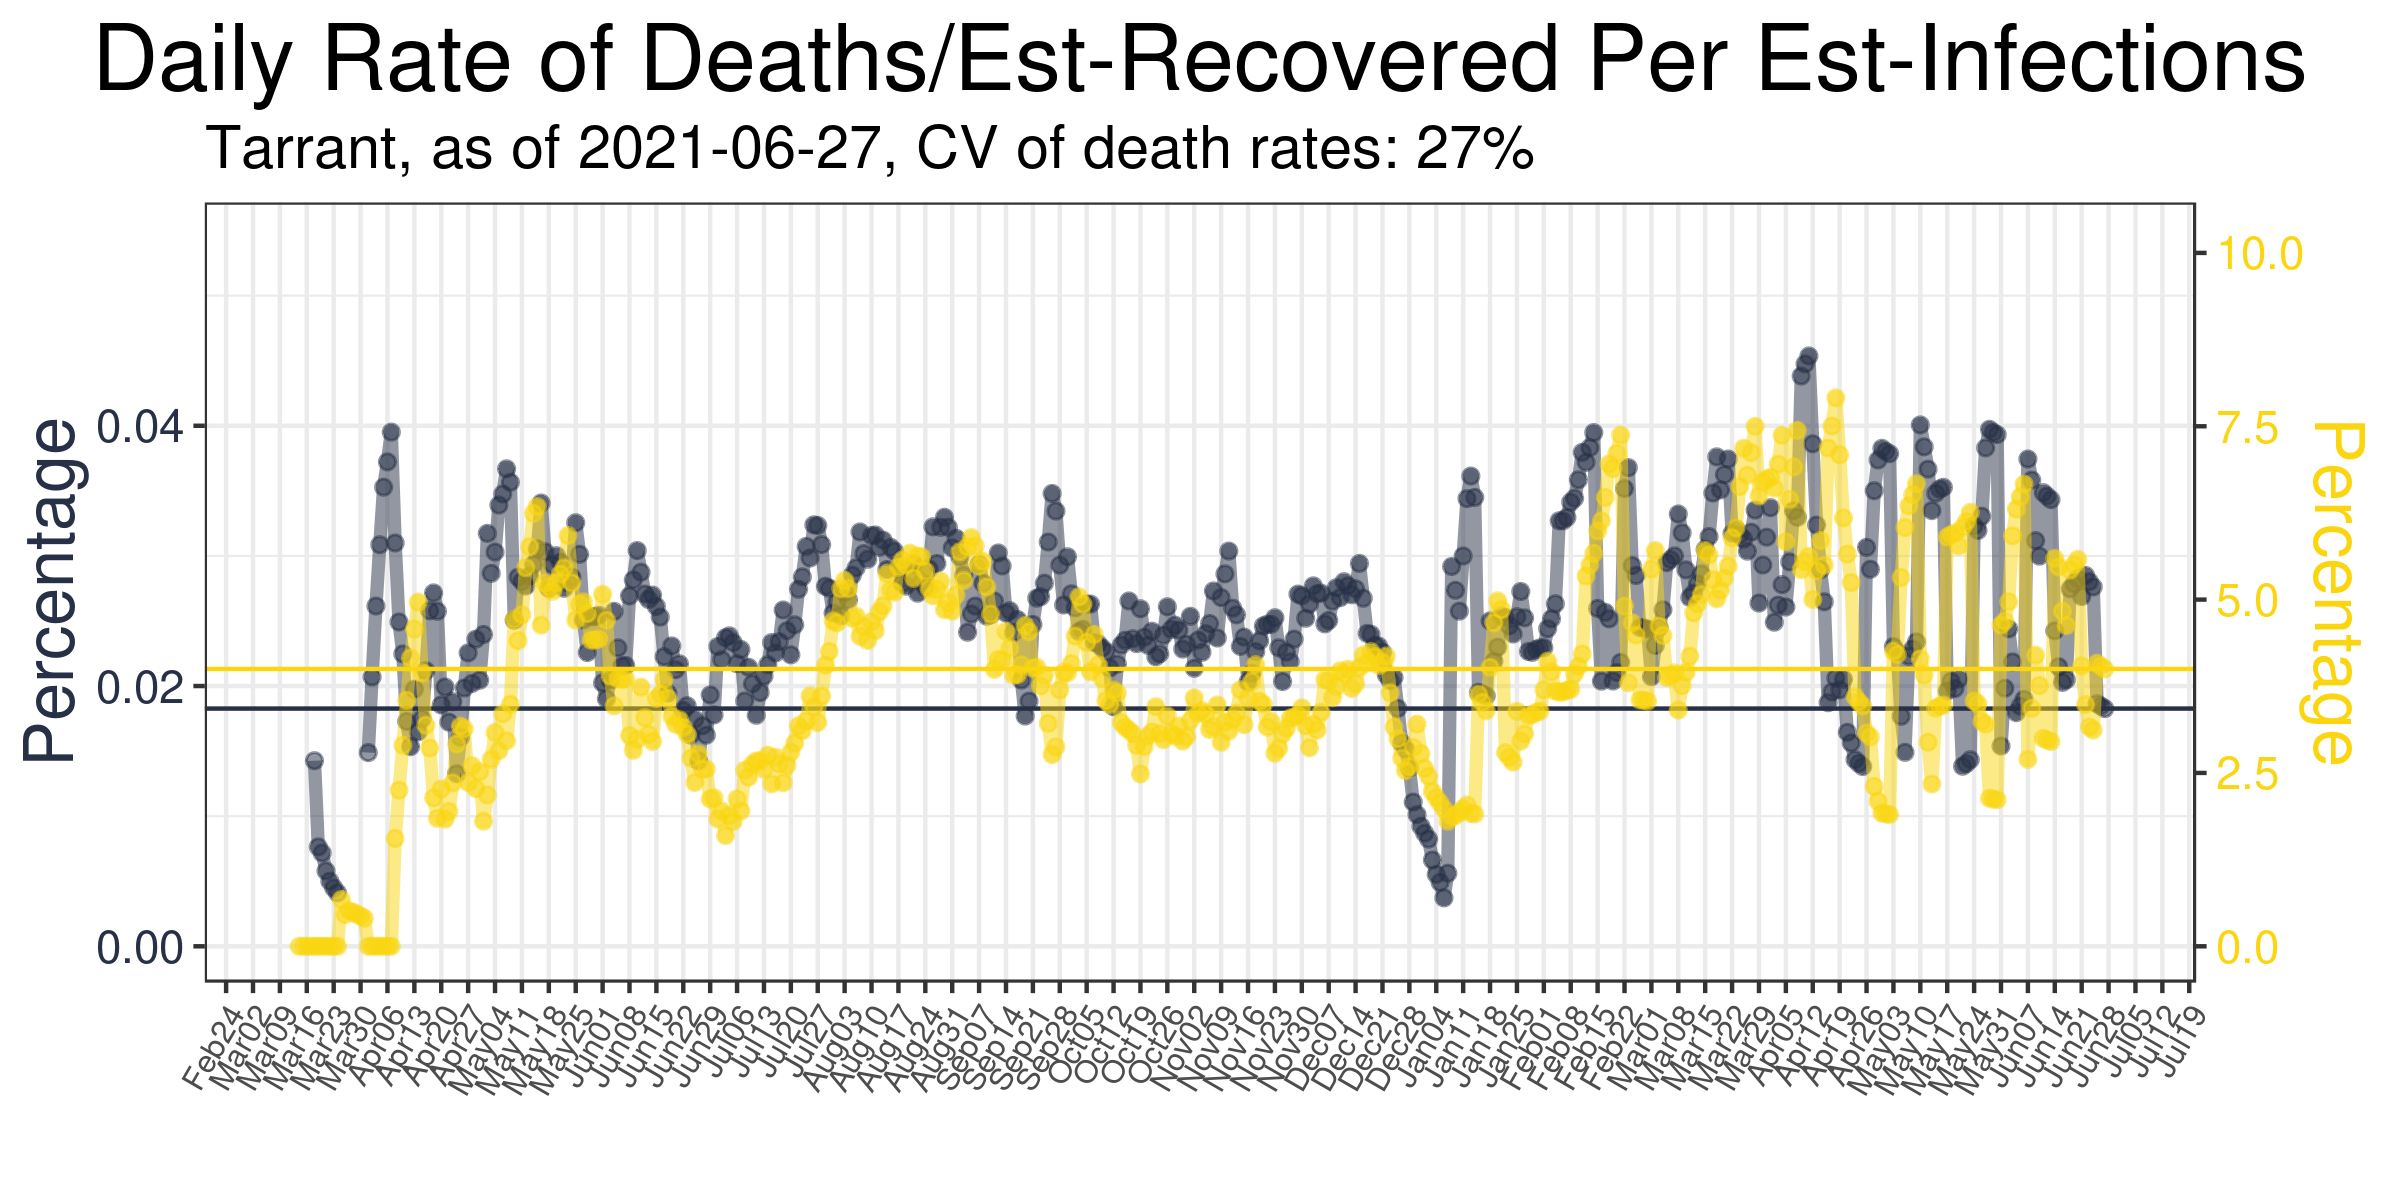 Daily Rate of Deaths/Est-Recovered Per Est-Infections
Tarrant, as of 2021-06-27, CV of death rates: 27%
Percentage
0.04
0.02
0.00
10.0
7.5
5.0
2.5
0.0
Percentage
Feb24
Mar02
Mar09
Mar16
Mar23
Mar30
Apr06
Apr13
Apr20
Apr27
May04
May11
May18
May25
Jun01
Jun08
Jun15
Jun22
Jun29
Jul06
Jul13
Jul20
Jul27
Aug03
Aug10
Aug17
Aug24
Aug31
Sep07
Sep14
Sep21
Sep28
Oct05
Oct12
Oct19
Oct26
Nov02
Nov09
Nov16
Nov23
Nov30
Dec07
Dec14
Dec21
Dec28
Jan04
Jan11
Jan18
Jan25
Feb01
Feb08
Feb15
Feb22
Mar01
Mar08
Mar15
Mar22
Mar29
Apr05
Apr12
Apr19
Apr26
May03
May10
May17
May24
May31
Jun07
Jun14
Jun21
Jun28
Jul05
Jul12
Jul19